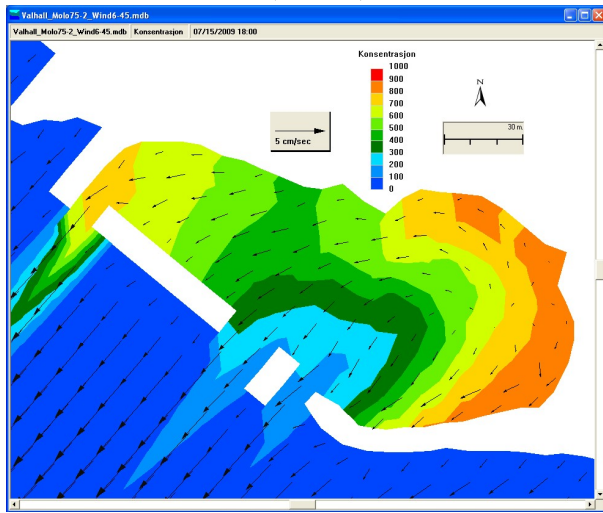 Valhall_Molo75-2_Wind6-45.mdb
Valhall_Molo75-2_Wind6-45.mdb Konsentrasjon 07/15/2009 18:00
Konsentrasjon
1000
900
800
700
600
500
400
300
200
100
0
5 cm/sec
N
30 m